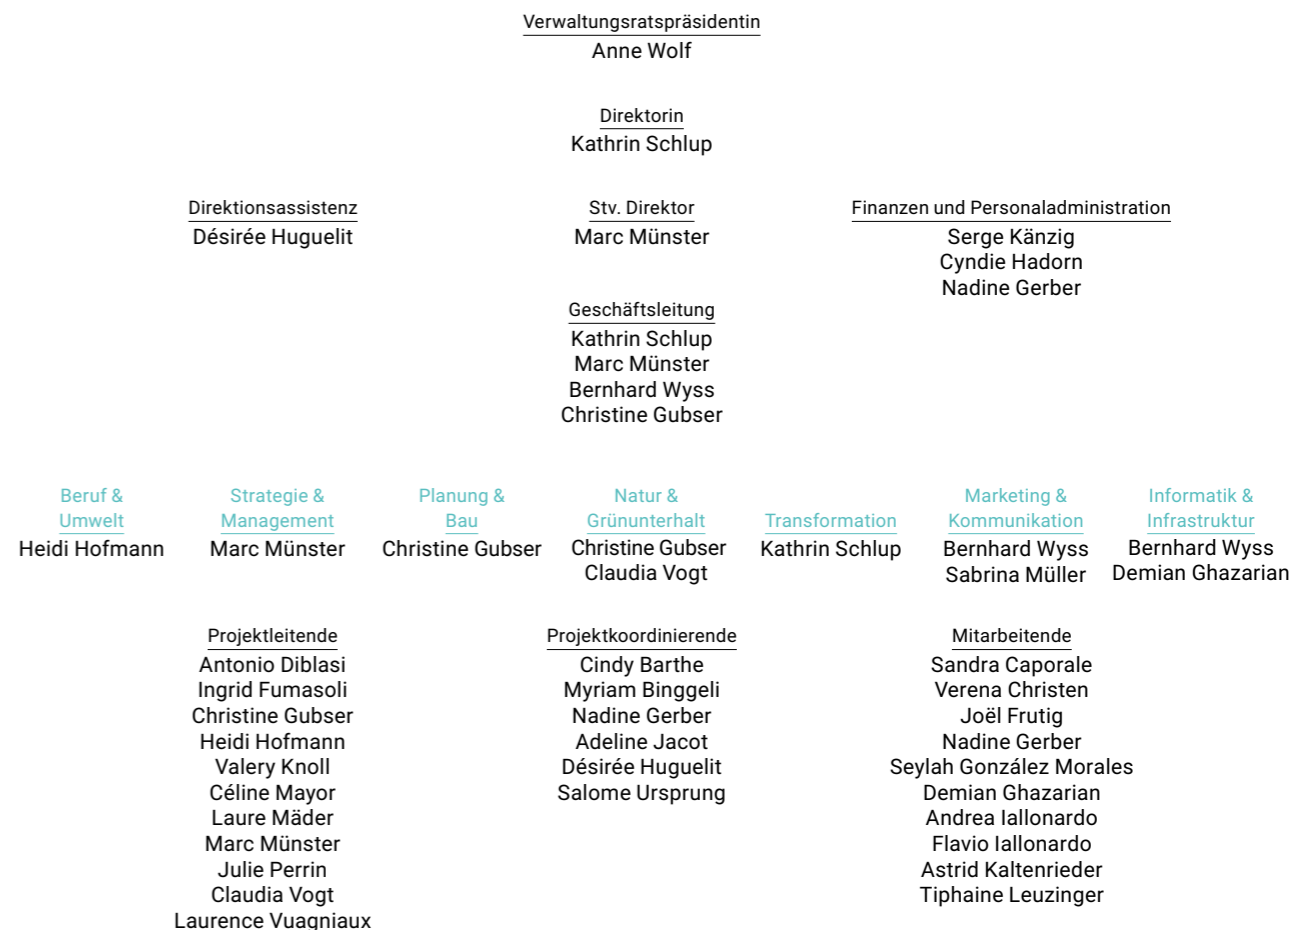 Verwaltungsratspräsidentin
Anne Wolf
Direktorin
Kathrin Schlup
Direktionsassistenz
Désirée Huguelit
Stv. Direktor
Marc Münster
Finanzen und Personaladministration
Serge Känzig
Cyndie Hadorn
Nadine Gerber
Geschäftsleitung
Kathrin Schlup
Marc Münster
Bernhard Wyss
Christine Gubser
Beruf &
Umwelt
Heidi Hofmann
Strategie &
Management
Marc Münster
Planung &
Bau
Christine Gubser
Natur &
Grünunterhalt
Christine Gubser
Claudia Vogt
Transformation
Kathrin Schlup
Marketing &
Kommunikation
Bernhard Wyss
Sabrina Müller
Informatik &
Infrastruktur
Bernhard Wyss
Demian Ghazarian
Projektleitende
Antonio Diblasi
Ingrid Fumasoli
Christine Gubser
Heidi Hofmann
Valery Knoll
Céline Mayor
Laure Mäder
Marc Münster
Julie Perrin
Claudia Vogt
Laurence Vuagniaux
Projektkoordinierende
Cindy Barthe
Myriam Binggeli
Nadine Gerber
Adeline Jacot
Désirée Huguelit
Salome Ursprung
Mitarbeitende
Sandra Caporale
Verena Christen
Joël Frutig
Nadine Gerber
Seylah González Morales
Demian Ghazarian
Andrea Iallonardo
Flavio Iallonardo
Astrid Kaltenrieder
Tiphaine Leuzinger